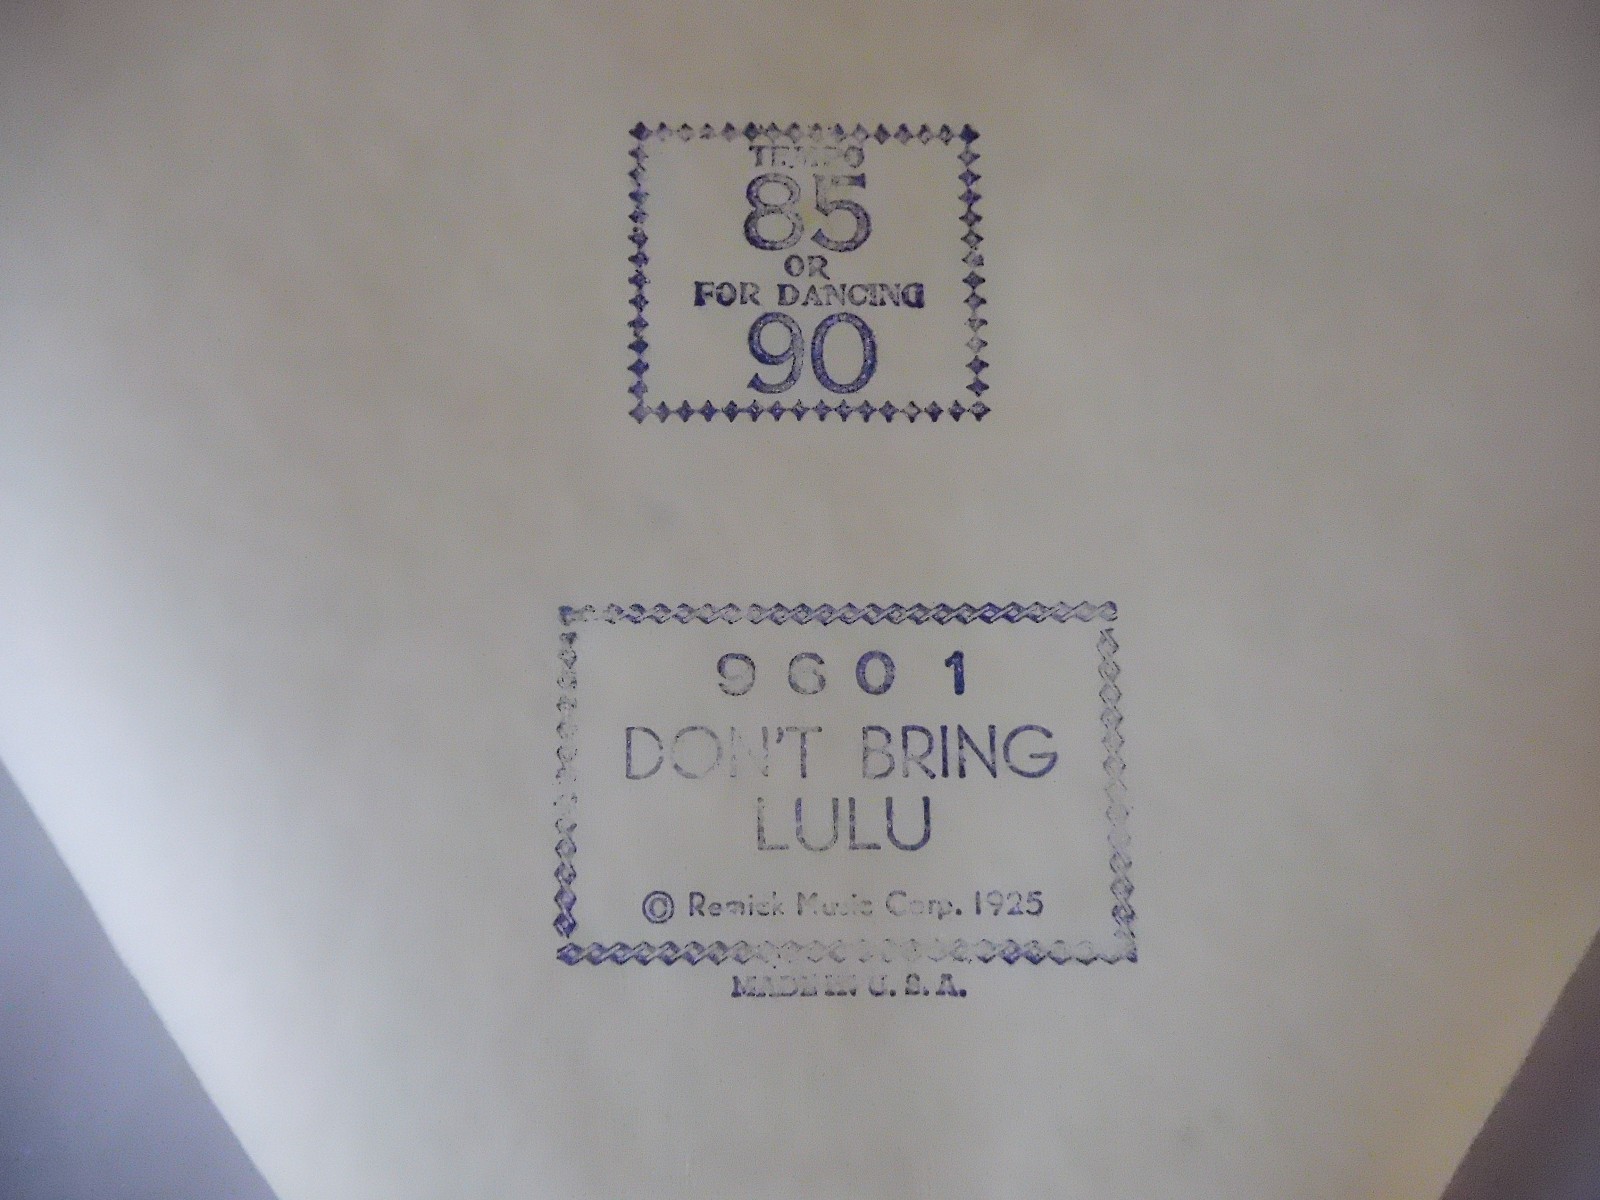 TEMPO
85
OR
FOR DANCING
90
9601
DON'T BRING
LULU
© Remick Music Corp. 1925
MADE IN U. S. A.